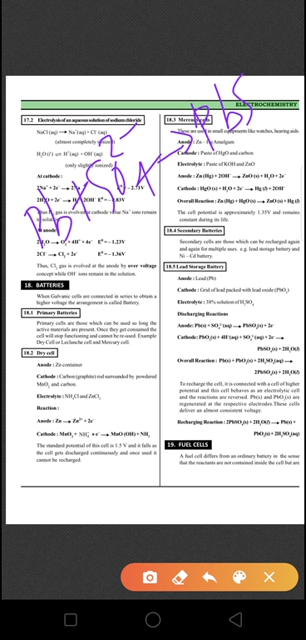 ELECTROCHEMISTRY
17.2 Electrolysis of an aqueous solution of sodium chloride
NaCl (aq) → Na⁺(aq) + Cl⁻ (aq)
(almost completely
H₂O (l) ⇌ H⁺(aq) + OH⁻ (aq)
(only slightly
At cathode :
2H₂O + 2e⁻ → H₂ 2OH⁻ E° = -0.83V
gas is evolved at cathode Na⁺ ions remain
in solution
At anode
→ O₂ + 4H⁺ + 4e⁻ E° = -1.23V
2Cl⁻ → Cl₂ + 2e⁻ E° = -1.36V
Thus, Cl₂ gas is evolved at the anode by over voltage
concept while OH⁻ ions remain in the solution.
18. BATTERIES
When Galvanic cells are connected in series to obtain a
higher voltage the arrangement is called Battery.
18.1 Primary Batteries
Primary cells are those which can be used so long the
active materials are present. Once they get consumed the
cell will stop functioning and cannot be re-used. Example
Dry Cell or Leclanche cell and Mercury cell.
18.2 Dry cell
Anode : Zn container
Cathode : Carbon (graphite) rod surrounded by powdered
MnO₂ and carbon.
Electrolyte : NH₄Cl and ZnCl₂
Reaction :
Anode : Zn → Zn²⁺ + 2e⁻
Cathode : MnO₂ + NH₄⁺ + e⁻ → MnO (OH) + NH₃
The standard potential of this cell is 1.5 V and it falls as
the cell gets discharged continuously and once used it
cannot be recharged.
18.3 Mercury cells
These are used in small equipments like watches, hearing aids.
Anode : Zn – Hg Amalgam
Cathode : Paste of HgO and carbon
Electrolyte : Paste of KOH and ZnO
Anode : Zn (Hg) + 2OH⁻ → ZnO (s) + H₂O + 2e⁻
Cathode : HgO (s) + H₂O + 2e⁻ → Hg (l) + 2OH⁻
Overall Reaction : Zn (Hg) + HgO(s) → ZnO (s) + Hg (l)
The cell potential is approximately 1.35V and remains
constant during its life.
18.4 Secondary Batteries
Secondary cells are those which can be recharged again
and again for multiple uses. e.g. lead storage battery and
Ni – Cd battery.
18.5 Lead Storage Battery
Anode : Lead (Pb)
Cathode : Grid of lead packed with lead oxide (PbO₂)
Electrolyte : 38% solution of H₂SO₄
Discharging Reactions
Anode: Pb(s) + SO₄²⁻(aq) → PbSO₄(s) + 2e⁻
Cathode: PbO₂(s) + 4H⁺(aq) + SO₄²⁻(aq) + 2e⁻ →
PbSO₄(s) + 2H₂O(l)
Overall Reaction : Pb(s) + PbO₂(s) + 2H₂SO₄(aq) →
2PbSO₄(s) + 2H₂O(l)
To recharge the cell, it is connected with a cell of higher
potential and this cell behaves as an electrolytic cell
and the reactions are reversed. Pb(s) and PbO₂(s) are
regenerated at the respective electrodes.These cells
deliver an almost consistent voltage.
Recharging Reaction : 2PbSO₄(s) + 2H₂O(l) → Pb(s) +
PbO₂(s) + 2H₂SO₄(aq)
19. FUEL CELLS
A fuel cell differs from an ordinary battery in the sense
that the reactants are not contained inside the cell but are